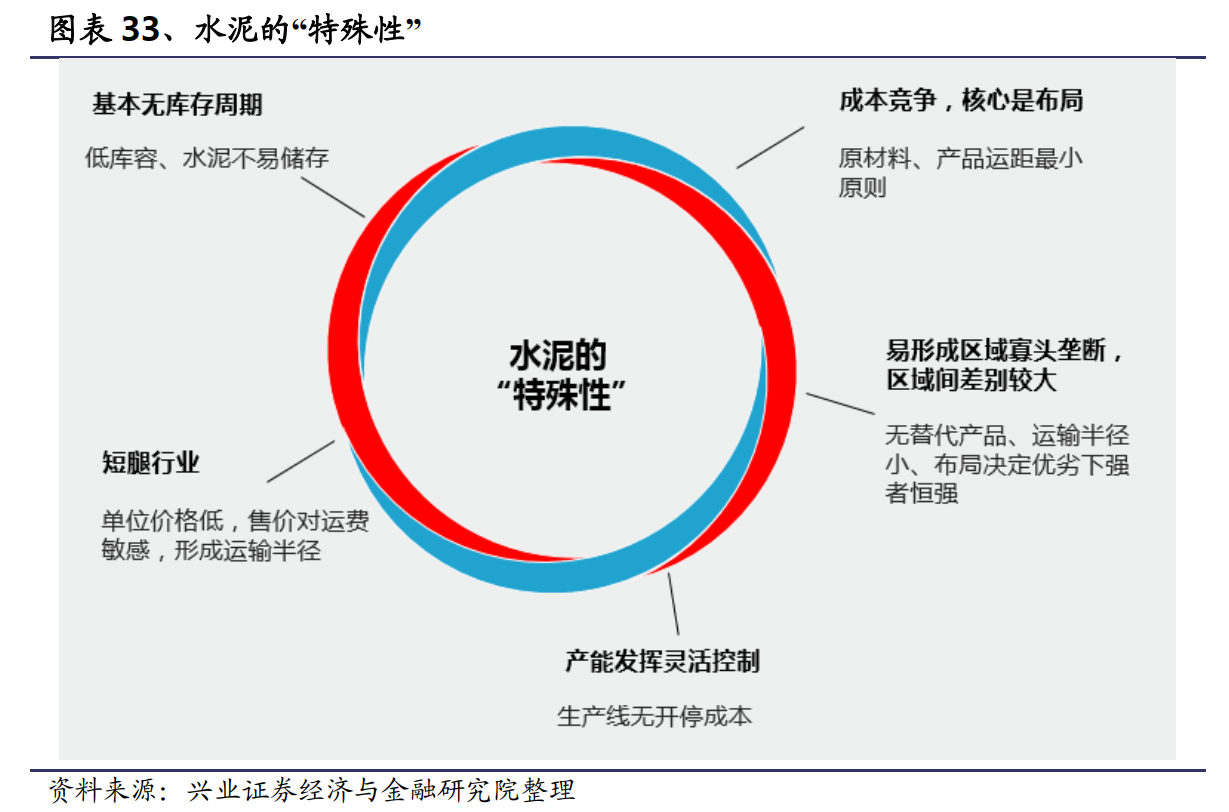 图表 33、水泥的“特殊性”
基本无库存周期
低库容、水泥不易储存
成本竞争，核心是布局
原材料、产品运距最小
原则
水泥的
“特殊性”
易形成区域寡头垄断，
区域间差别较大
无替代产品、运输半径
小、布局决定优劣下强
者恒强
短腿行业
单位价格低，售价对运费
敏感，形成运输半径
产能发挥灵活控制
生产线无开停成本
资料来源：兴业证券经济与金融研究院整理